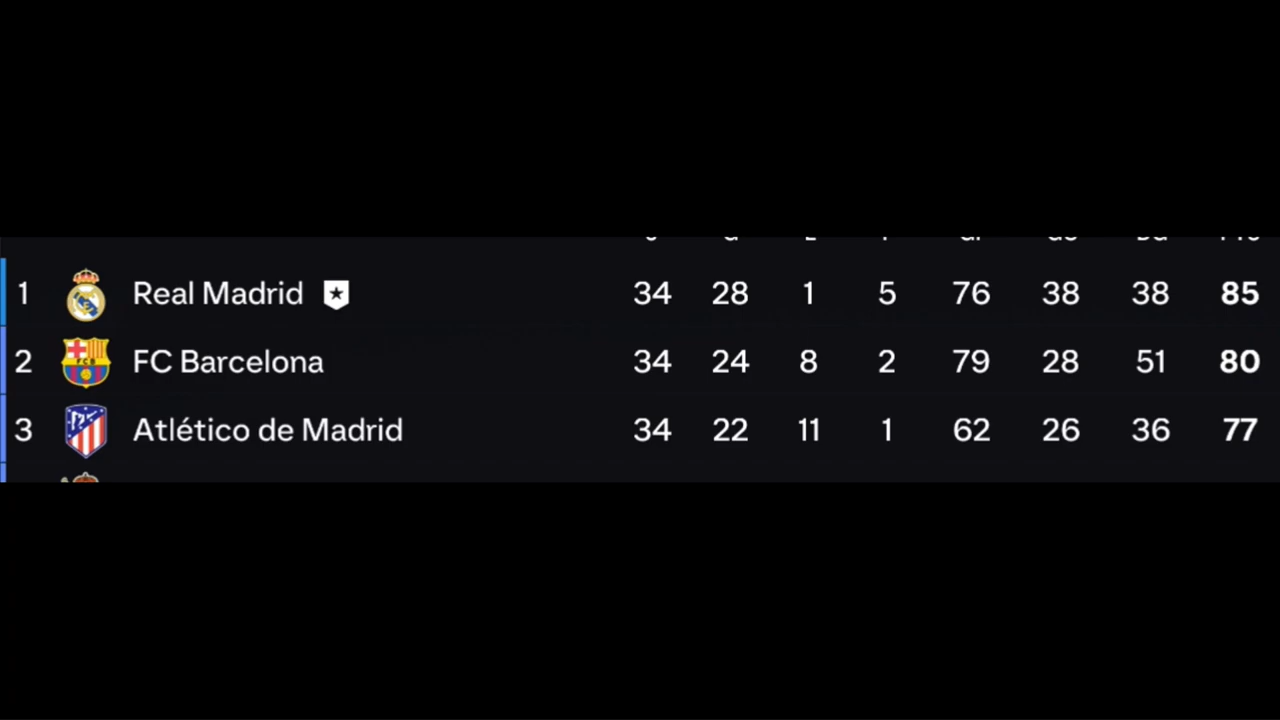 1 Real Madrid 34 28 1 5 76 38 38 85
2 FC Barcelona 34 24 8 2 79 28 51 80
3 Atlético de Madrid 34 22 11 1 62 26 36 77